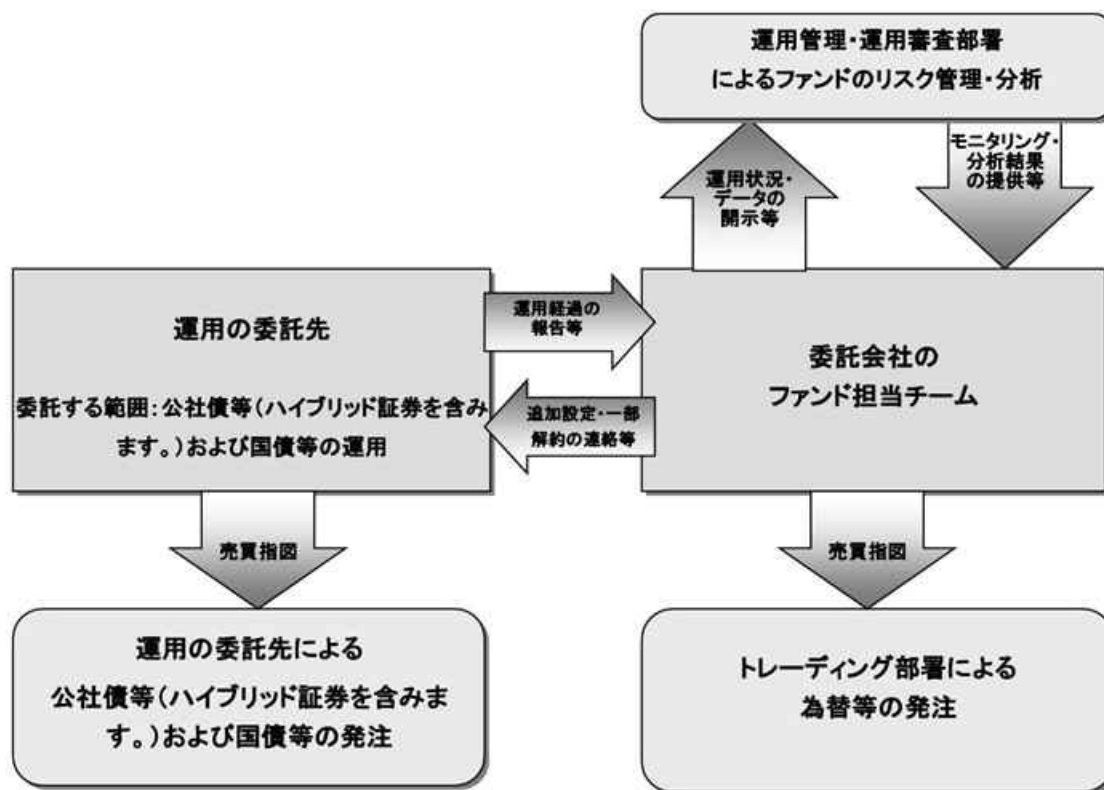 運用管理・運用審査部署
によるファンドのリスク管理・分析
運用状況・
データの
開示等
モニタリング・
分析結果
の提供等
運用の委託先
委託する範囲：公社債等（ハイブリッド証券を含み
ます。）および国債等の運用
運用経過の
報告等
追加設定・一部
解約の連絡等
委託会社の
ファンド担当チーム
売買指図
売買指図
運用の委託先による
公社債等（ハイブリッド証券を含みま
す。）および国債等の発注
トレーディング部署による
為替等の発注